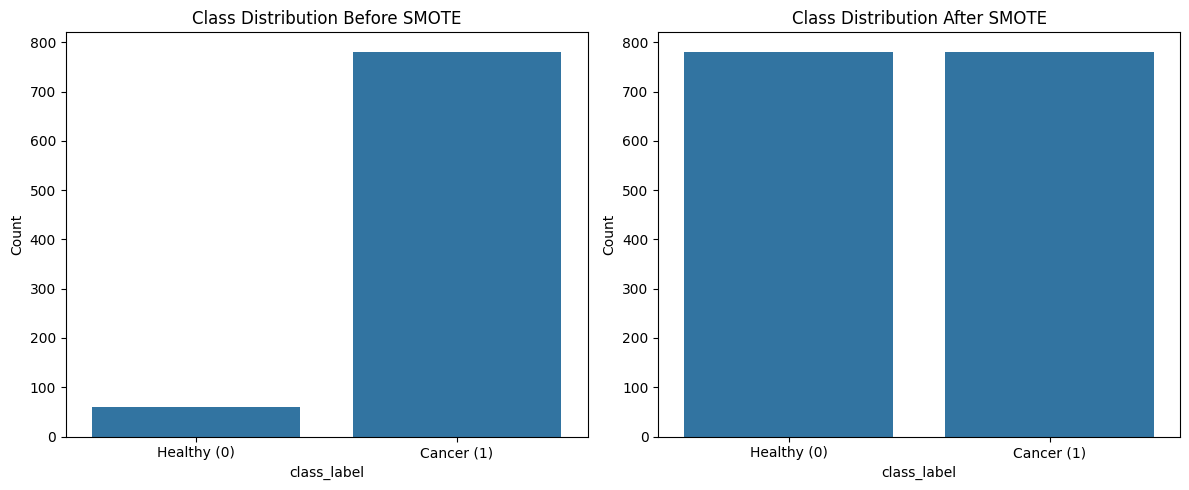 Class Distribution Before SMOTE
800
700
600
500
400
300
200
100
0
Count
Healthy (0)
Cancer (1)
class_label
Class Distribution After SMOTE
800
700
600
500
400
300
200
100
0
Count
Healthy (0)
Cancer (1)
class_label